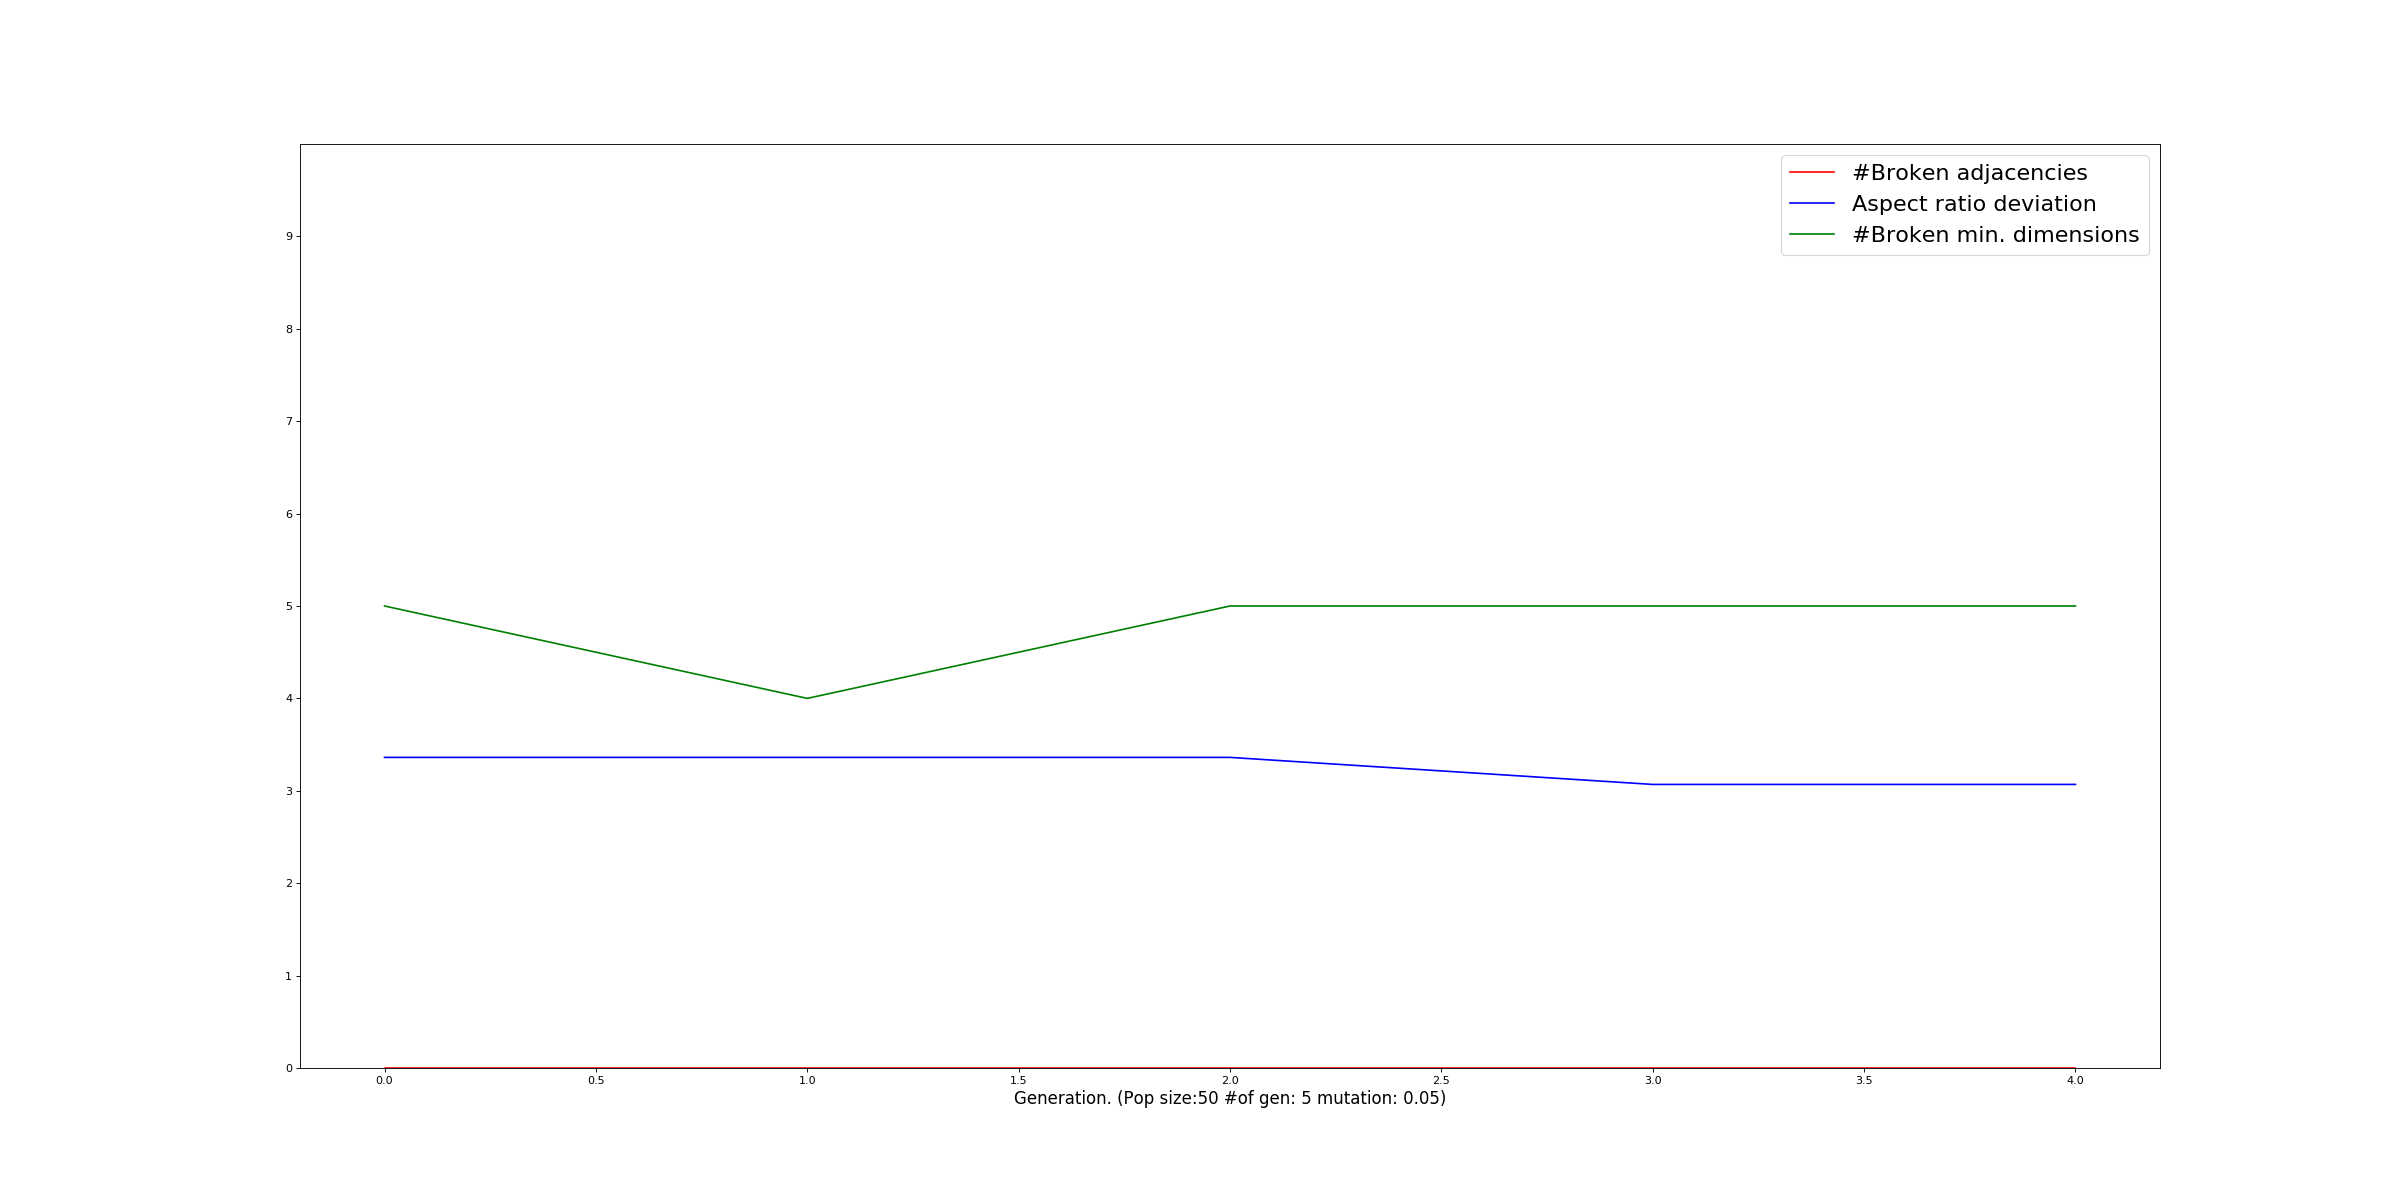 #Broken adjacencies
Aspect ratio deviation
#Broken min. dimensions
9
8
7
6
5
4
3
2
1
0
0.0 0.5 1.0 1.5 2.0 2.5 3.0 3.5 4.0
Generation. (Pop size:50 #of gen: 5 mutation: 0.05)